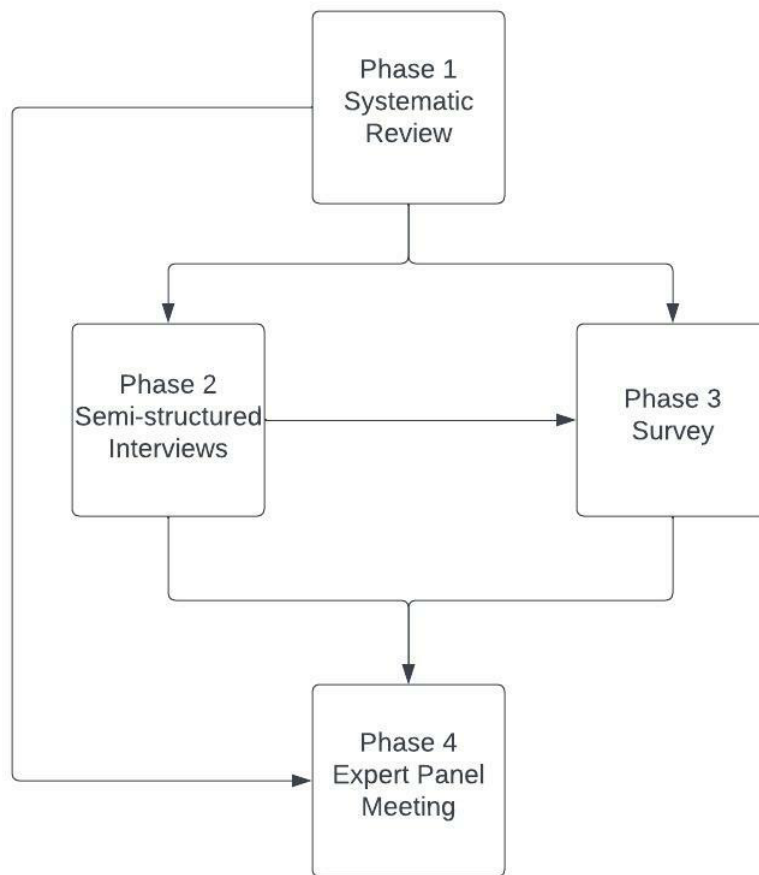 Phase 1
Systematic
Review
Phase 2
Semi-structured
Interviews
Phase 3
Survey
Phase 4
Expert Panel
Meeting